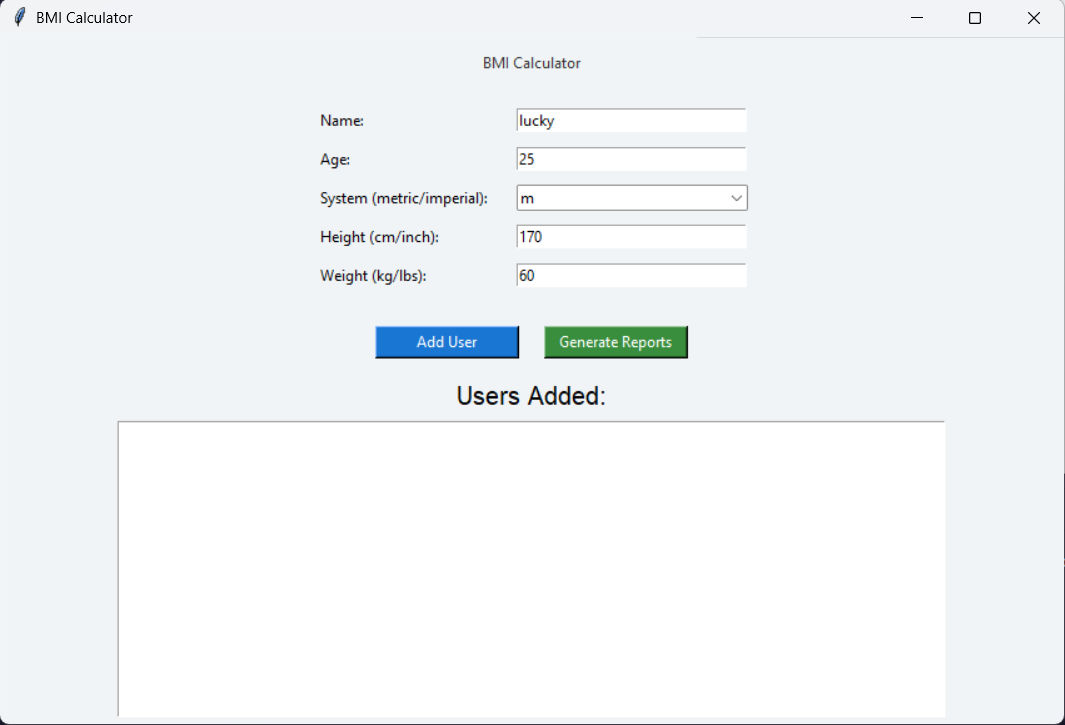 BMI Calculator
BMI Calculator
Name: lucky
Age: 25
System (metric/imperial): m
Height (cm/inch): 170
Weight (kg/lbs): 60
Add User Generate Reports
Users Added: